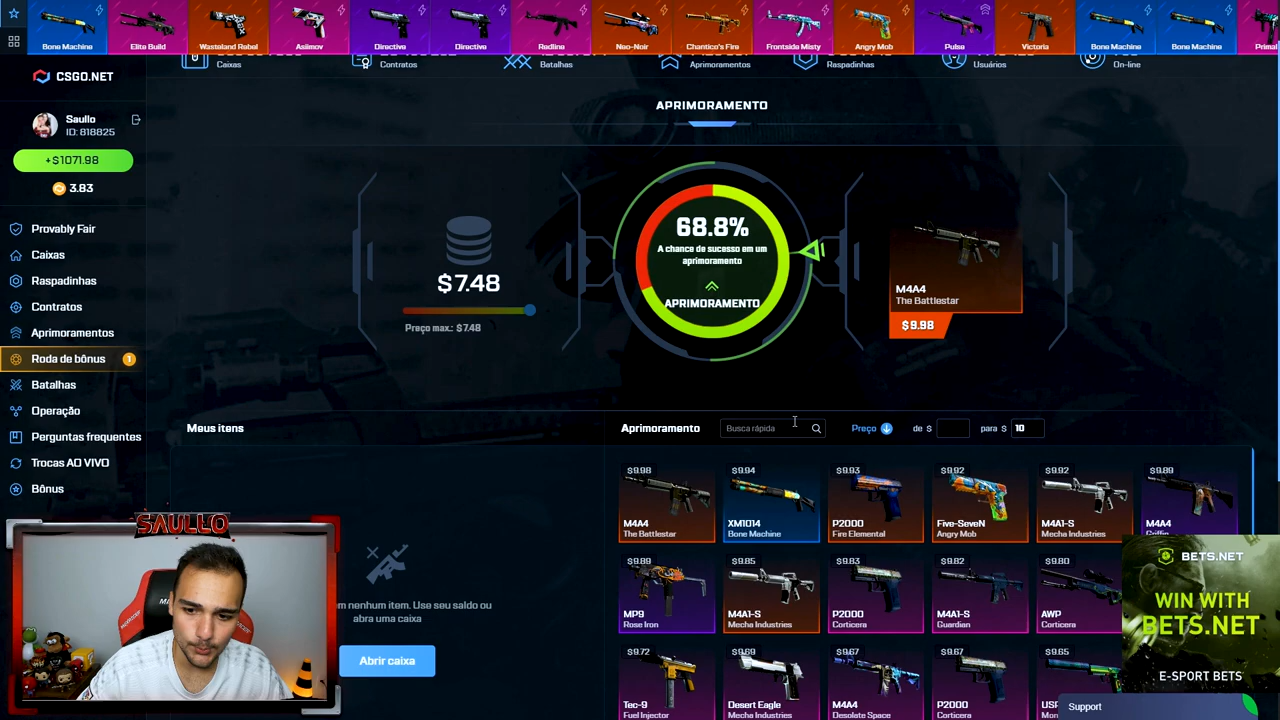 Bone Machine
Elite Build
Wasteland Rebel
Asiimov
Directive
Directive
Redline
Neo-Noir
Chantico's Fire
Frontside Misty
Angry Mob
Pulse
Victoria
Bone Machine
Bone Machine
Primal
Caixas
Contratos
Batalhas
Aprimoramentos
Raspadinhas
Usuários
On-line
CSGO.NET
Saullo
ID: 818825
+$1071.98
3.83
Provably Fair
Caixas
Raspadinhas
Contratos
Aprimoramentos
Roda de bônus 1
Batalhas
Operação
Perguntas frequentes
Trocas AO VIVO
Bônus
APRIMORAMENTO
$7.48
Preço max.: $7.48
68.8%
A chance de sucesso em um
aprimoramento
APRIMORAMENTO
M4A4
The Battlestar
$9.98
Meus itens
Aprimoramento
Busca rápida
Preço
de $
para $ 10
$9.98
M4A4
The Battlestar
$9.94
XM1014
Bone Machine
$9.93
P2000
Fire Elemental
$9.92
Five-SeveN
Angry Mob
$9.92
M4A1-S
Mecha Industries
$9.89
M4A4
Griffin
$9.89
MP9
Rose Iron
$9.85
M4A1-S
Mecha Industries
$9.83
P2000
Corticera
$9.82
M4A1-S
Guardian
$9.80
AWP
Corticera
$9.72
Tec-9
Fuel Injector
$9.69
Desert Eagle
Mecha Industries
$9.67
M4A4
Desolate Space
$9.67
P2000
Corticera
$9.65
USP
Mon
em nenhum item. Use seu saldo ou
abra uma caixa
Abrir caixa
SAULLO
BETS.NET
WIN WITH
BETS.NET
E-SPORT BETS
Support